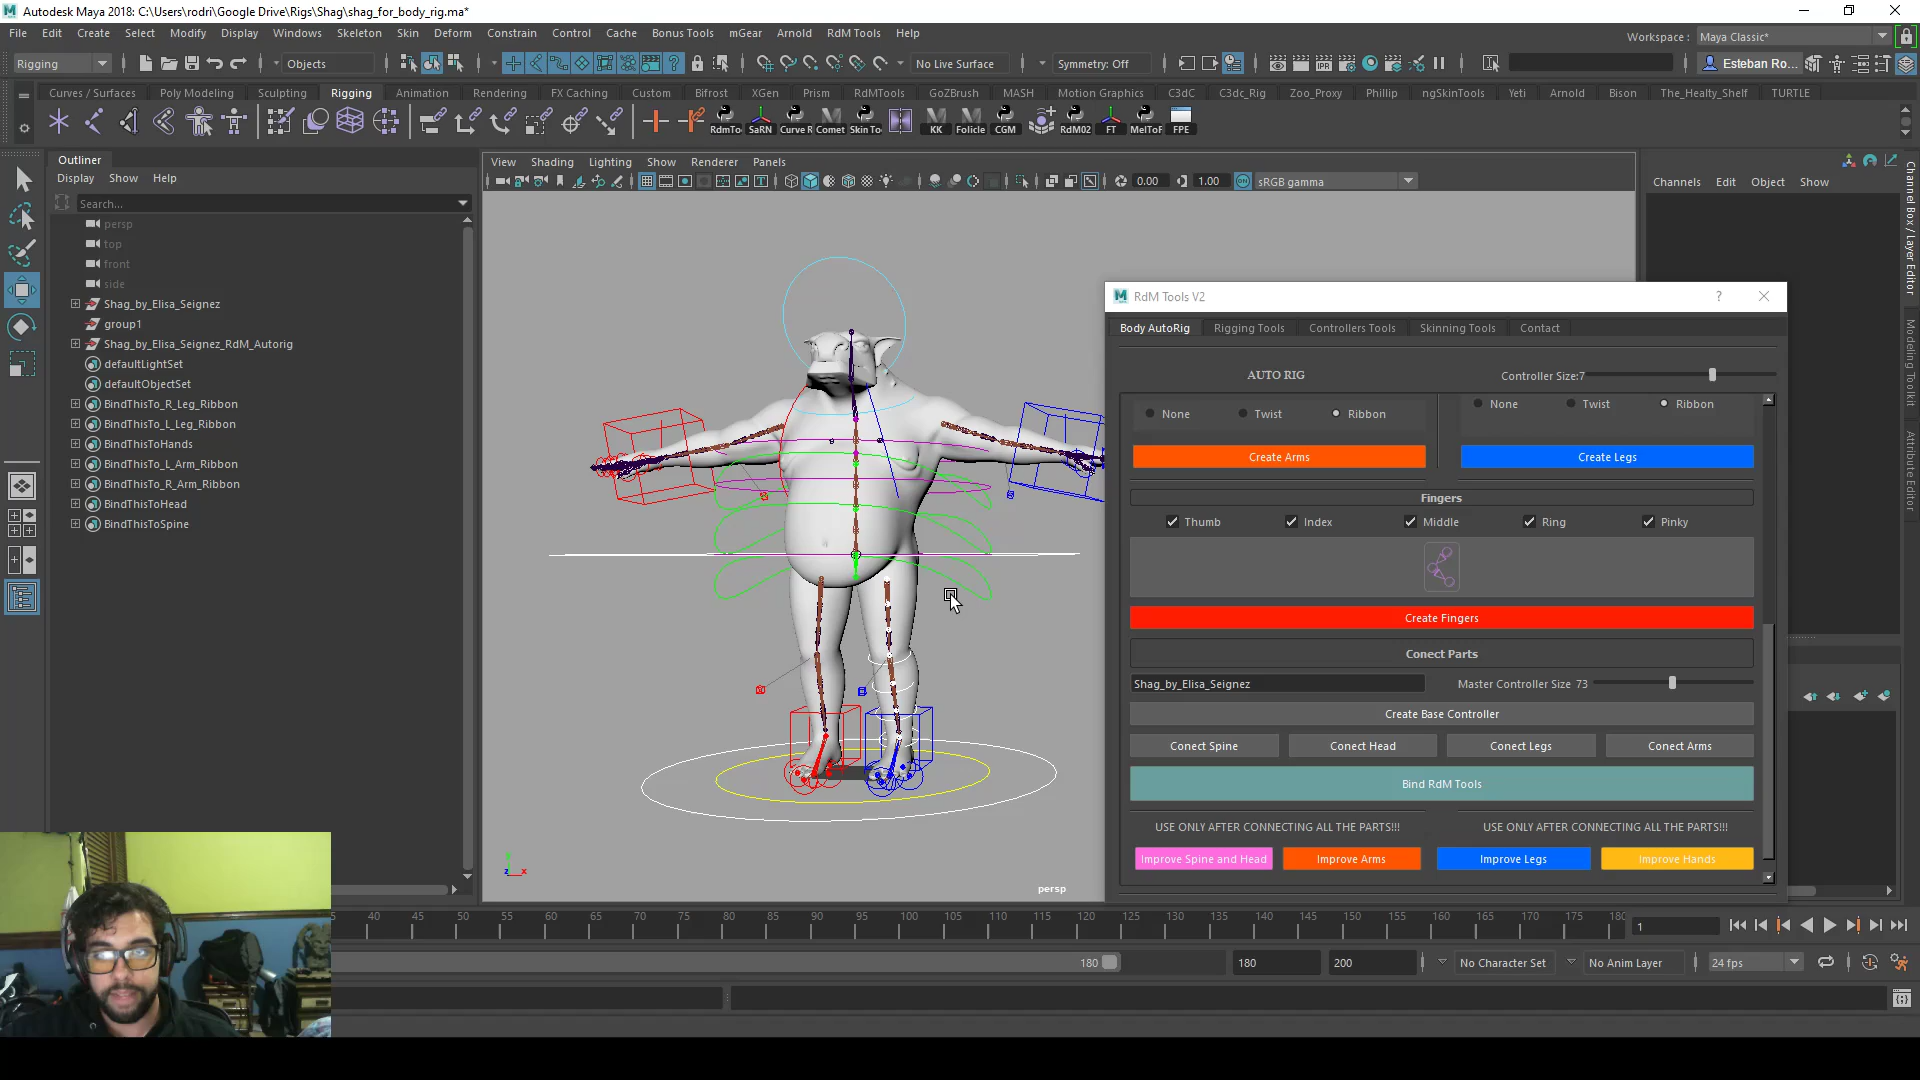 Autodesk Maya 2018: C:\Users\rodri\Google Drive\Rigs\Shag\shag_for_body_rig.ma*
File Edit Create Select Modify Display Windows Skeleton Skin Deform Constrain Control Cache Bonus Tools mGear Arnold RdM Tools Help
Workspace : Maya Classic*
Rigging Objects No Live Surface Symmetry: Off Esteban Ro...
Curves / Surfaces Poly Modeling Sculpting Rigging Animation Rendering FX Caching Custom Bifrost XGen Prism RdMTools GoZBrush MASH Motion Graphics C3DC C3dc_Rig Zoo_Proxy Phillip ngSkinTools Yeti Arnold Bison The_Healty_Shelf TURTLE
RdmTo SaRN Curve R Comet Skin To KK Folicle CGM RdM02 FT MelToF FPE
Outliner
Display Show Help
Search...
persp
top
front
side
Shag_by_Elisa_Seignez
group1
Shag_by_Elisa_Seignez_RdM_Autorig
defaultLightSet
defaultObjectSet
BindThisTo_R_Leg_Ribbon
BindThisTo_L_Leg_Ribbon
BindThisToHands
BindThisTo_L_Arm_Ribbon
BindThisTo_R_Arm_Ribbon
BindThisToHead
BindThisToSpine
View Shading Lighting Show Renderer Panels
0.00 1.00 ON sRGB gamma
persp
z x
Channels Edit Object Show
Channel Box / Layer Editor
Modeling Toolkit
Attribute Editor
RdM Tools V2 ?
Body AutoRig Rigging Tools Controllers Tools Skinning Tools Contact
AUTO RIG Controller Size:7
None Twist Ribbon None Twist Ribbon
Create Arms Create Legs
Fingers
Thumb Index Middle Ring Pinky
Create Fingers
Conect Parts
Shag_by_Elisa_Seignez Master Controller Size 73
Create Base Controller
Conect Spine Conect Head Conect Legs Conect Arms
Bind RdM Tools
USE ONLY AFTER CONNECTING ALL THE PARTS!!! USE ONLY AFTER CONNECTING ALL THE PARTS!!!
Improve Spine and Head Improve Arms Improve Legs Improve Hands
40 45 50 55 60 65 70 75 80 85 90 95 100 105 110 115 120 125 130 135 140 145 150 155 160 165 170 175 180 1
180 180 200 No Character Set No Anim Layer 24 fps